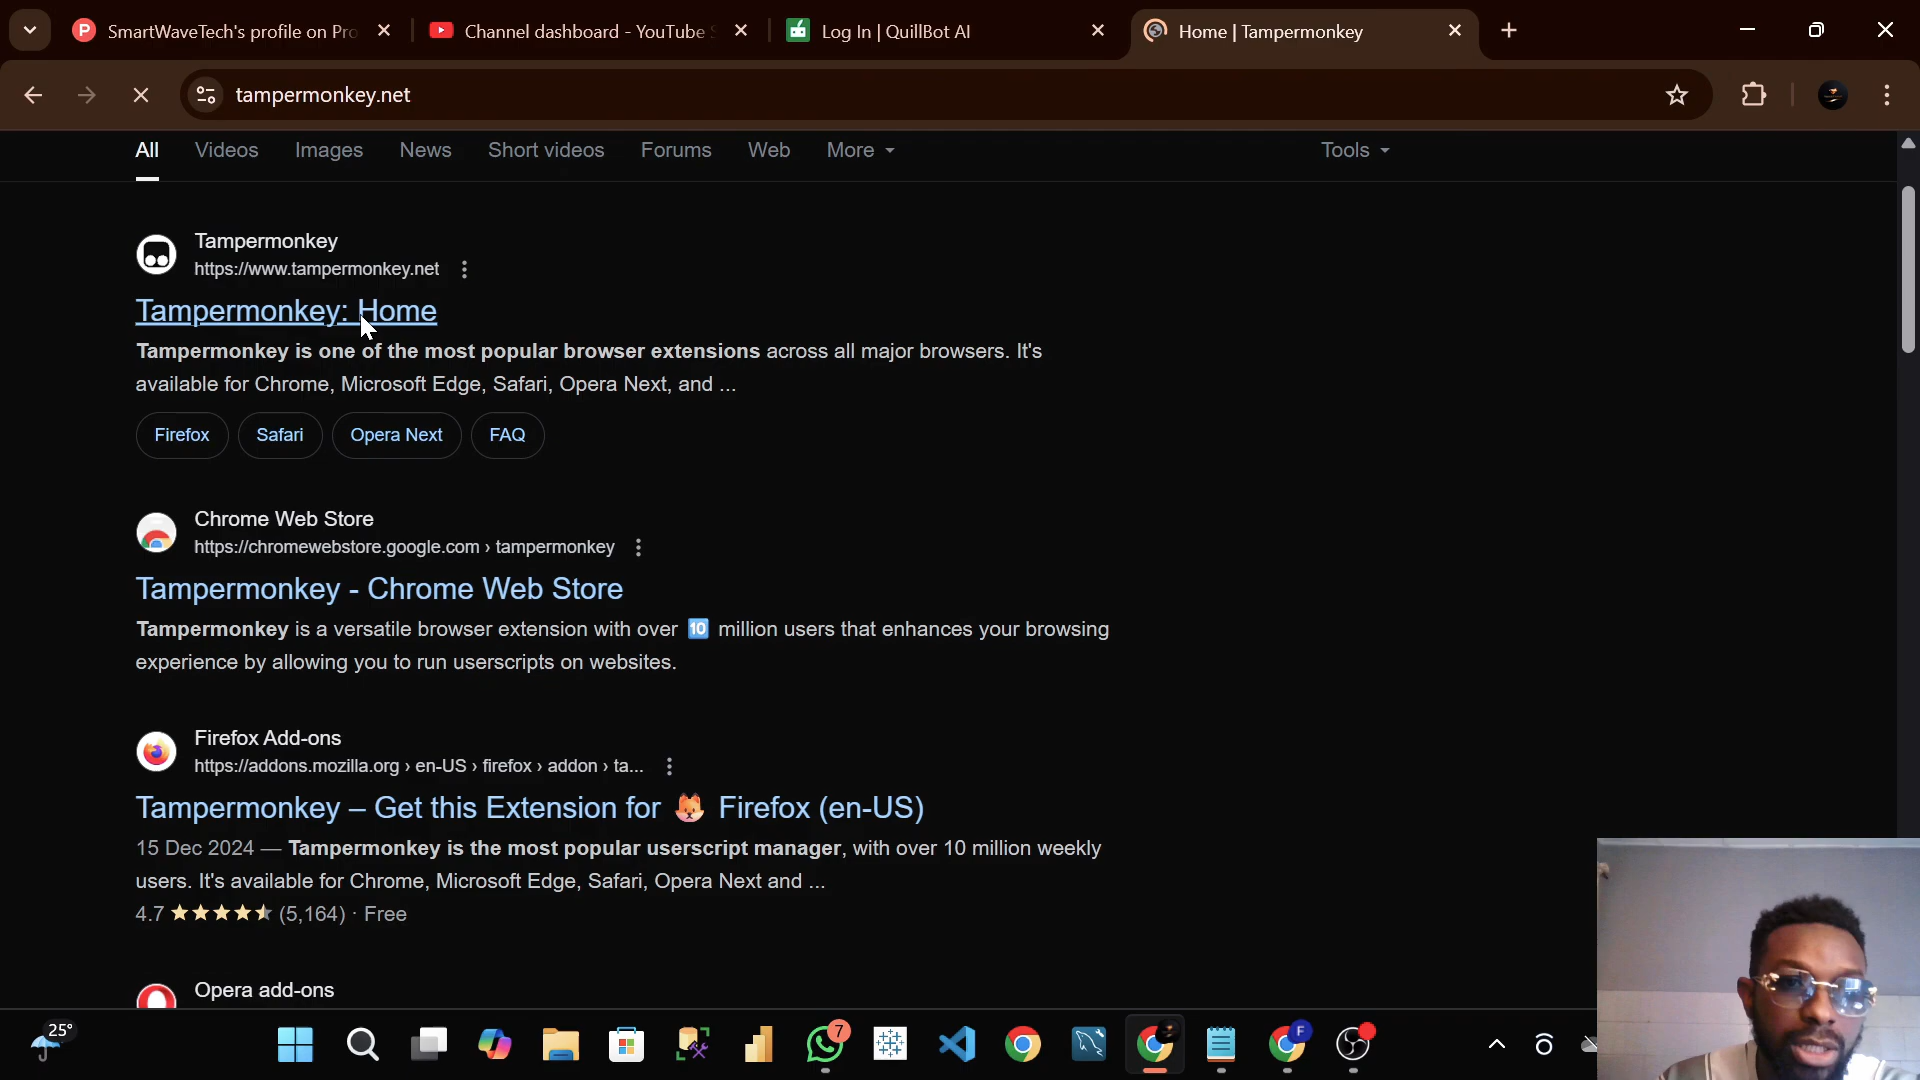 SmartWaveTech's profile on Pro
Channel dashboard - YouTube S
Log In | QuillBot AI
Home | Tampermonkey
tampermonkey.net
All
Videos
Images
News
Short videos
Forums
Web
More
Tools
Tampermonkey
https://www.tampermonkey.net
Tampermonkey: Home
Tampermonkey is one of the most popular browser extensions across all major browsers. It's
available for Chrome, Microsoft Edge, Safari, Opera Next, and ...
Firefox
Safari
Opera Next
FAQ
Chrome Web Store
https://chromewebstore.google.com › tampermonkey
Tampermonkey - Chrome Web Store
Tampermonkey is a versatile browser extension with over 🔟 million users that enhances your browsing
experience by allowing you to run userscripts on websites.
Firefox Add-ons
https://addons.mozilla.org › en-US › firefox › addon › ta...
Tampermonkey – Get this Extension for 🦊 Firefox (en-US)
15 Dec 2024 — Tampermonkey is the most popular userscript manager, with over 10 million weekly
users. It's available for Chrome, Microsoft Edge, Safari, Opera Next and ...
4.7 (5,164) · Free
Opera add-ons
25°
7
F